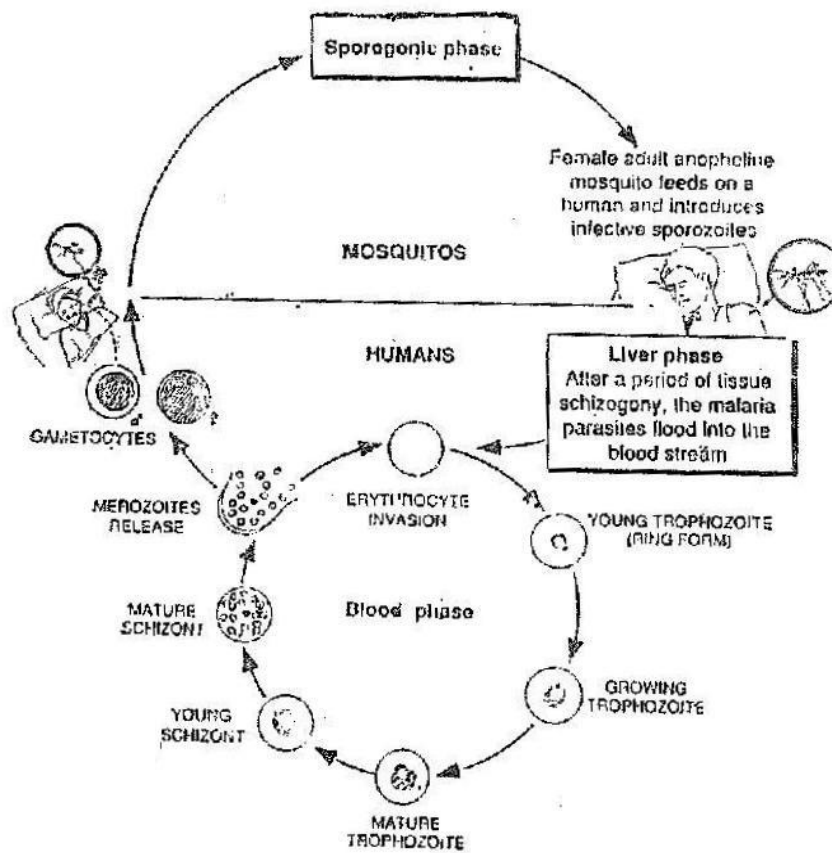 Sporogonic phase
Female adult anopheline
mosquito feeds on a
human and introduces
infective sporozoites
MOSQUITOS
HUMANS
Liver phase
After a period of tissue
schizogony, the malaria
parasites flood into the
blood stream
GAMETOCYTES
♂
♀
MEROZOITES
RELEASE
ERYTHROCYTE
INVASION
YOUNG TROPHOZOITE
(RING FORM)
MATURE
SCHIZONT
Blood phase
GROWING
TROPHOZOITE
YOUNG
SCHIZONT
MATURE
TROPHOZOITE